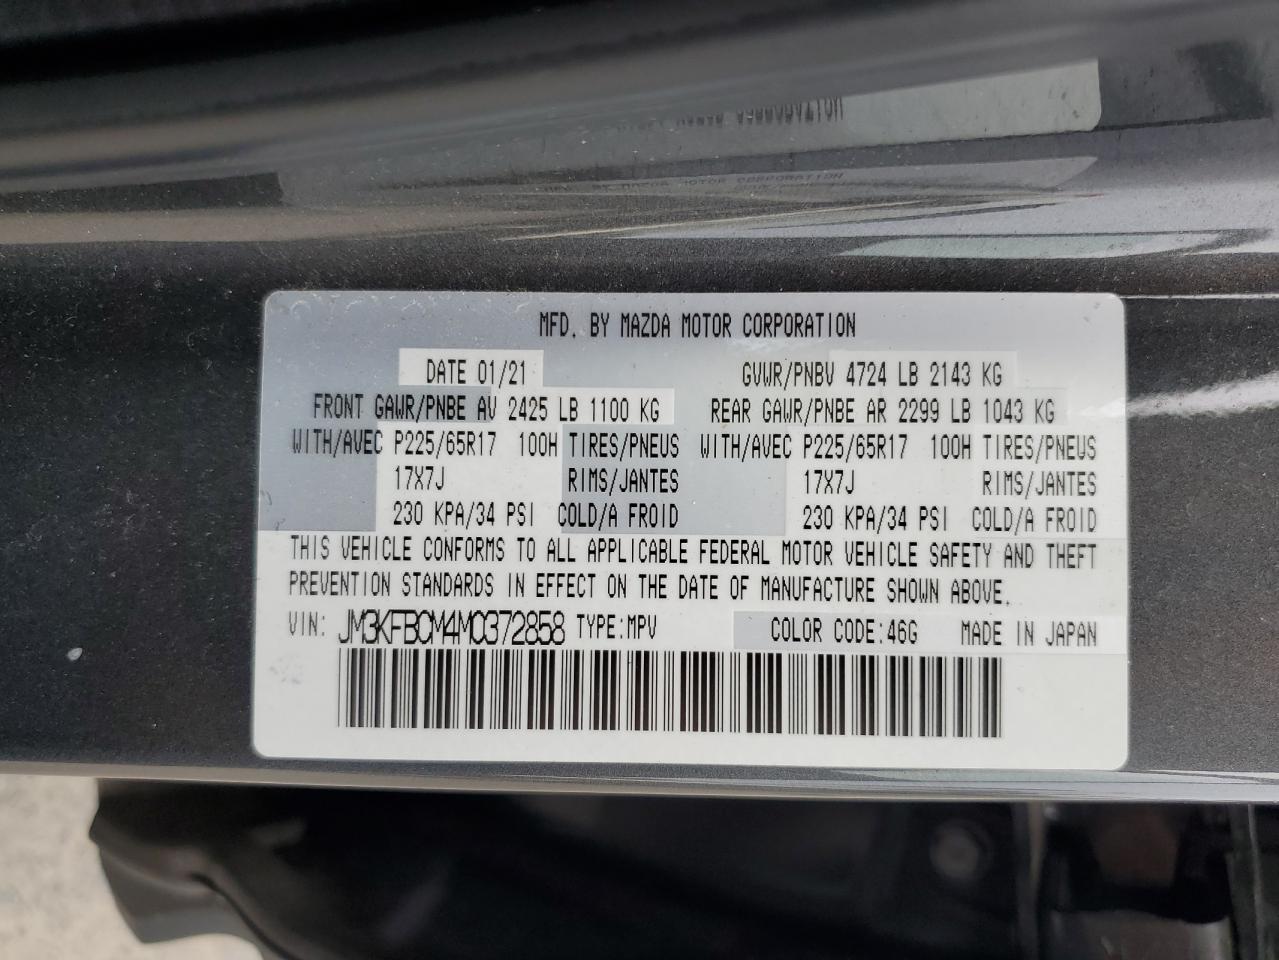 MFD. BY MAZDA MOTOR CORPORATION
DATE 01/21 GVWR/PNBV 4724 LB 2143 KG
FRONT GAWR/PNBE AV 2425 LB 1100 KG REAR GAWR/PNBE AR 2299 LB 1043 KG
WITH/AVEC P225/65R17 100H TIRES/PNEUS WITH/AVEC P225/65R17 100H TIRES/PNEUS
17X7J RIMS/JANTES 17X7J RIMS/JANTES
230 KPA/34 PSI COLD/A FROID 230 KPA/34 PSI COLD/A FROID
THIS VEHICLE CONFORMS TO ALL APPLICABLE FEDERAL MOTOR VEHICLE SAFETY AND THEFT
PREVENTION STANDARDS IN EFFECT ON THE DATE OF MANUFACTURE SHOWN ABOVE.
VIN: JM3KFBCM4M0372858 TYPE:MPV COLOR CODE:46G MADE IN JAPAN